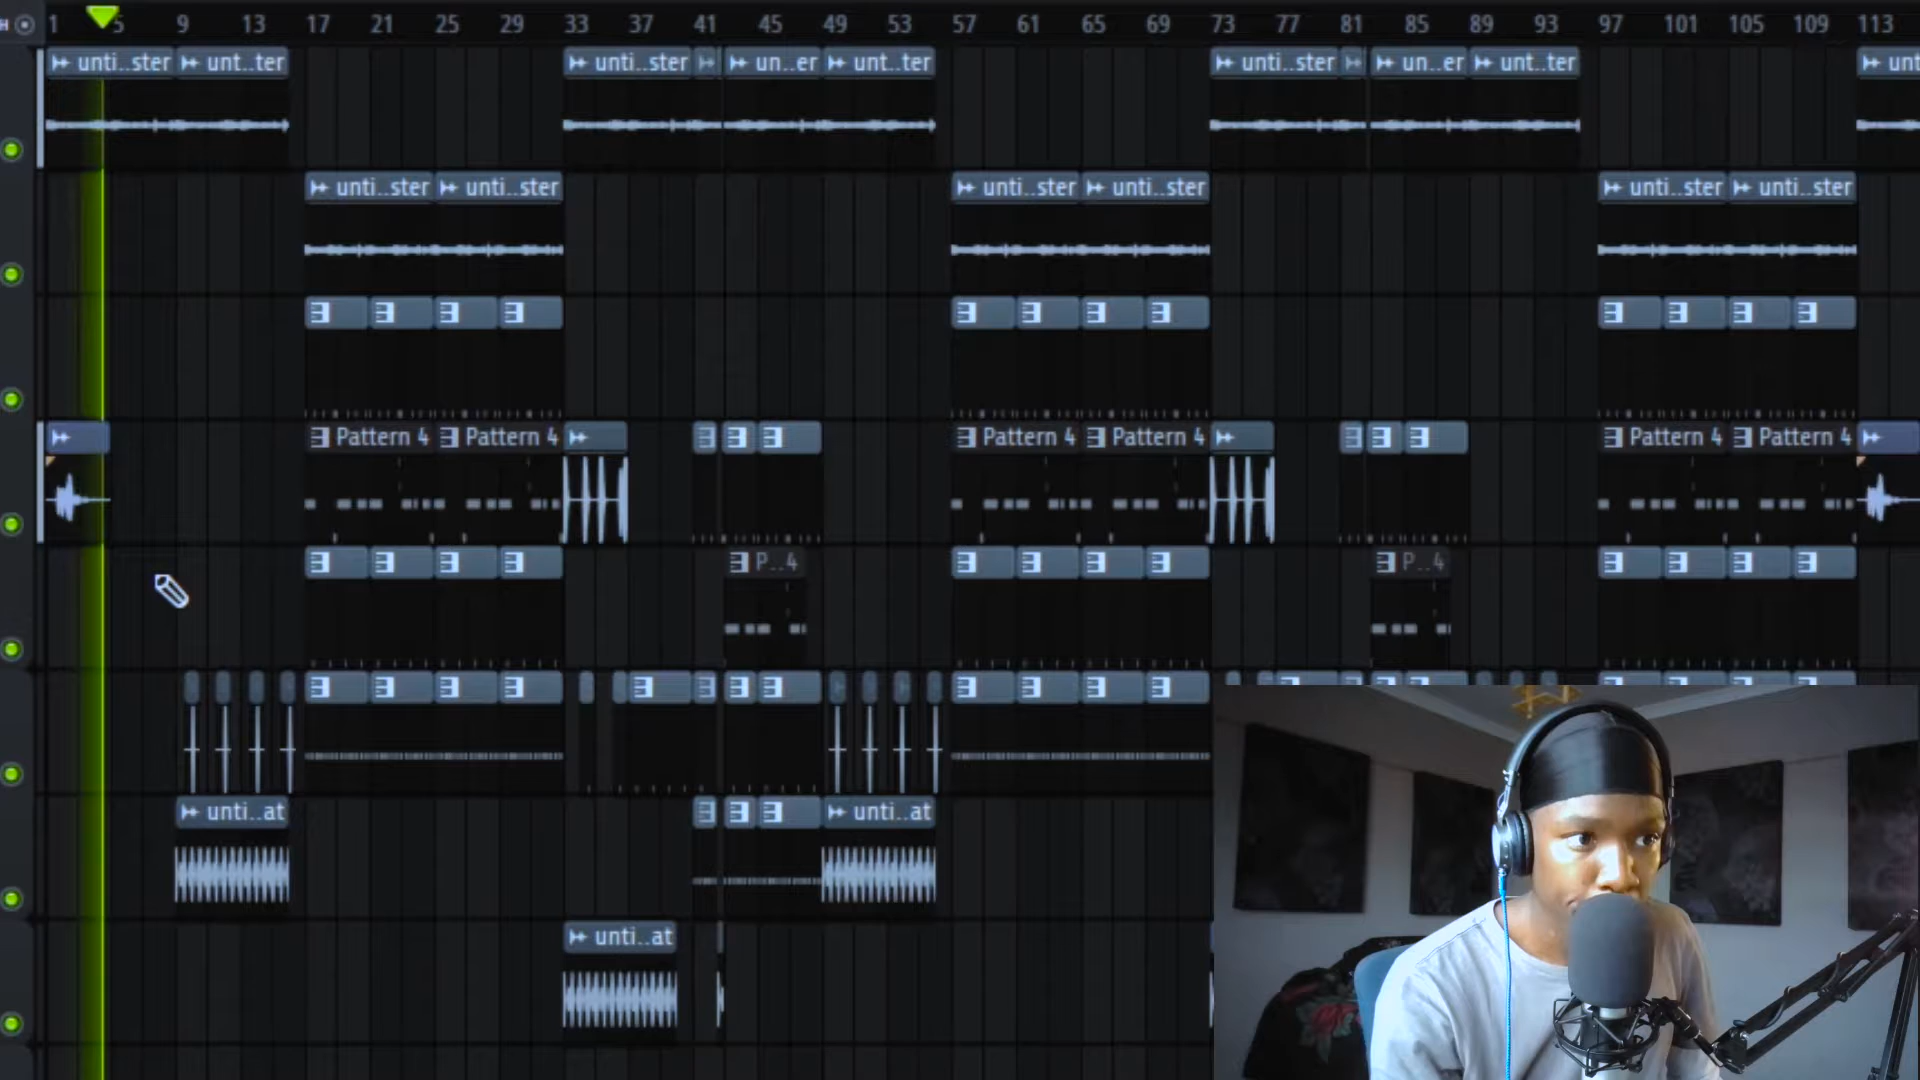 H 1 5 9 13 17 21 25 29 33 37 41 45 49 53 57 61 65 69 73 77 81 85 89 93 97 101 105 109 113
unti..ster unt..ter unti..ster un..er unt..ter unti..ster un..er unt..ter unt
unti..ster unti..ster unti..ster unti..ster unti..ster unti..ster
Pattern 4 Pattern 4 Pattern 4 Pattern 4 Pattern 4 Pattern 4
P..4 P..4
unti..at unti..at
unti..at